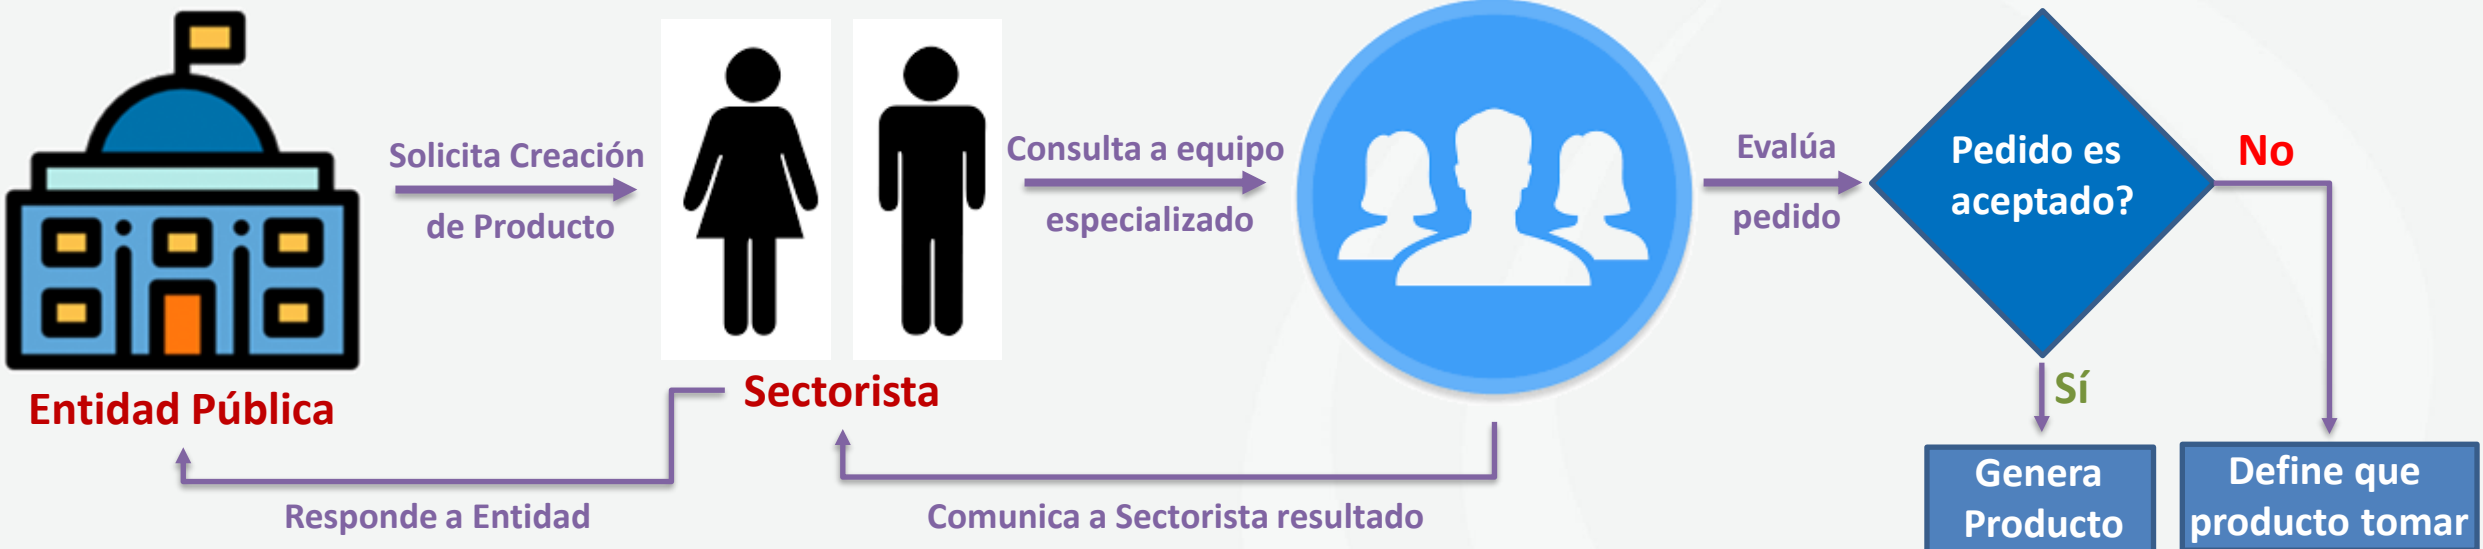 Solicita Creación
de Producto
Consulta a equipo
especializado
Evalúa
pedido
Pedido es
aceptado?
No
Sí
Entidad Pública
Sectorista
Responde a Entidad
Comunica a Sectorista resultado
Genera
Producto
Define que
producto tomar